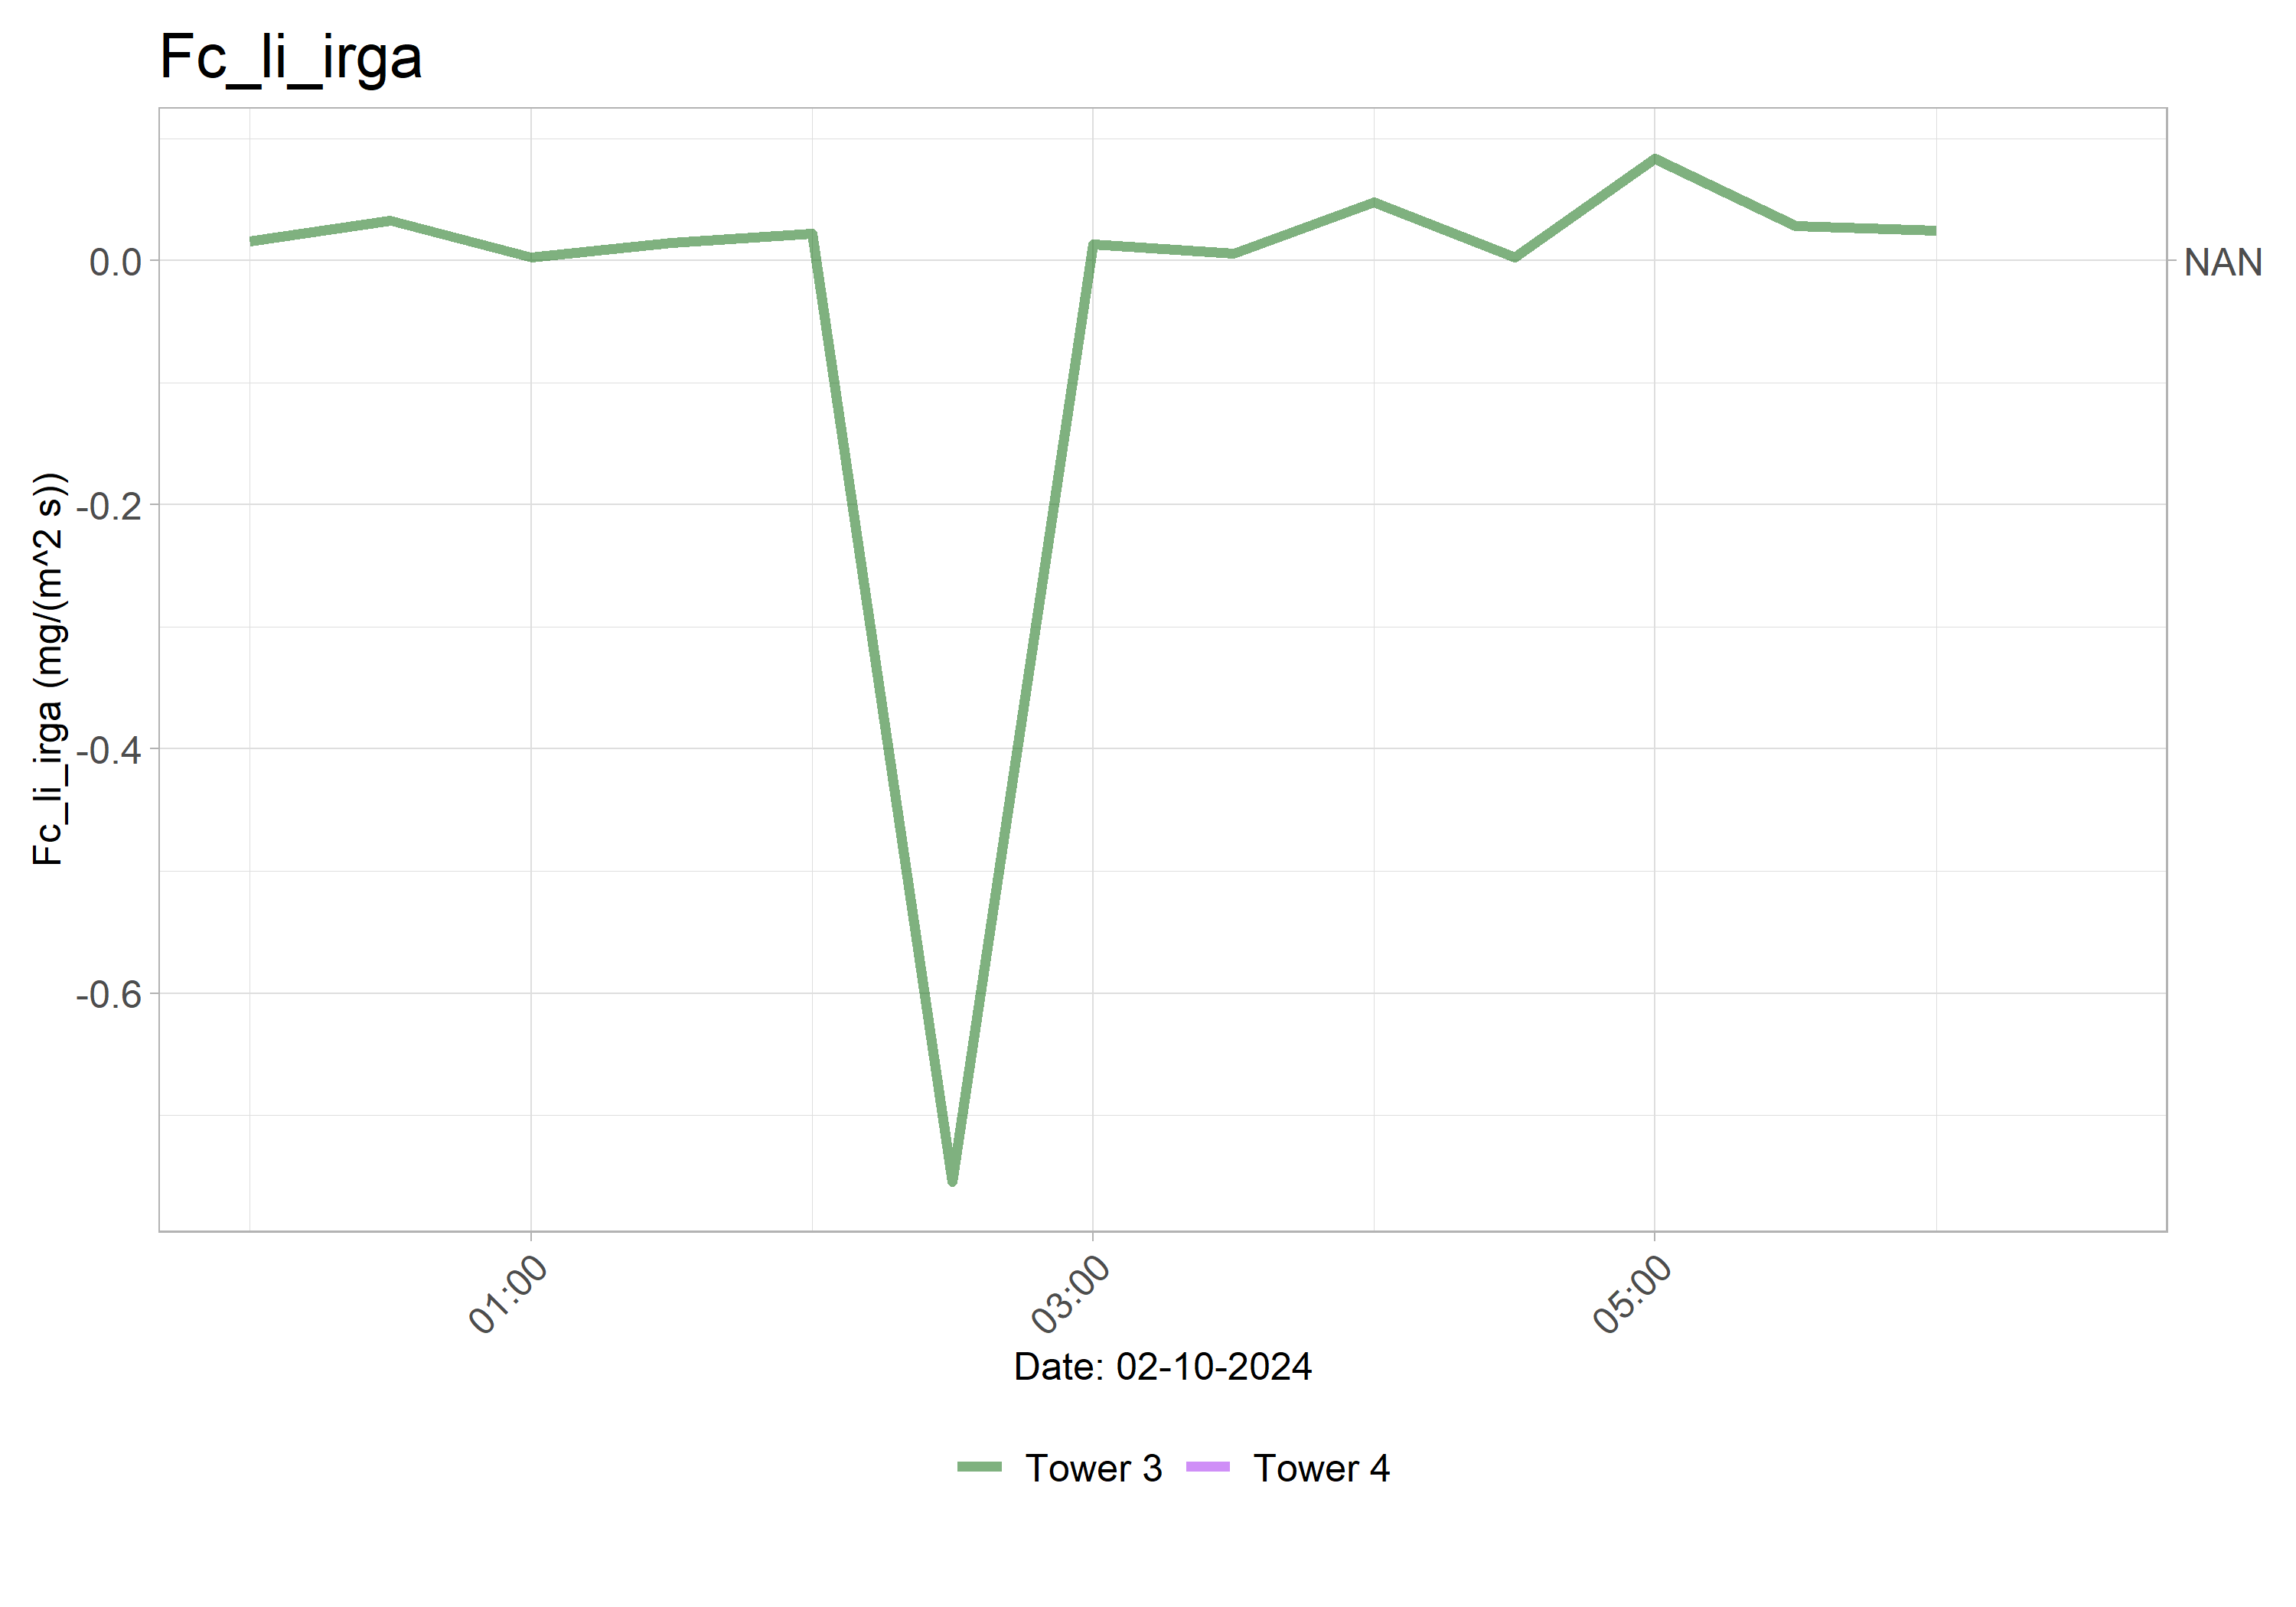 Fc_li_irga
Fc_li_irga (mg/(m^2 s))
0.0
-0.2
-0.4
-0.6
NAN
01:00
03:00
05:00
Date: 02-10-2024
Tower 3
Tower 4